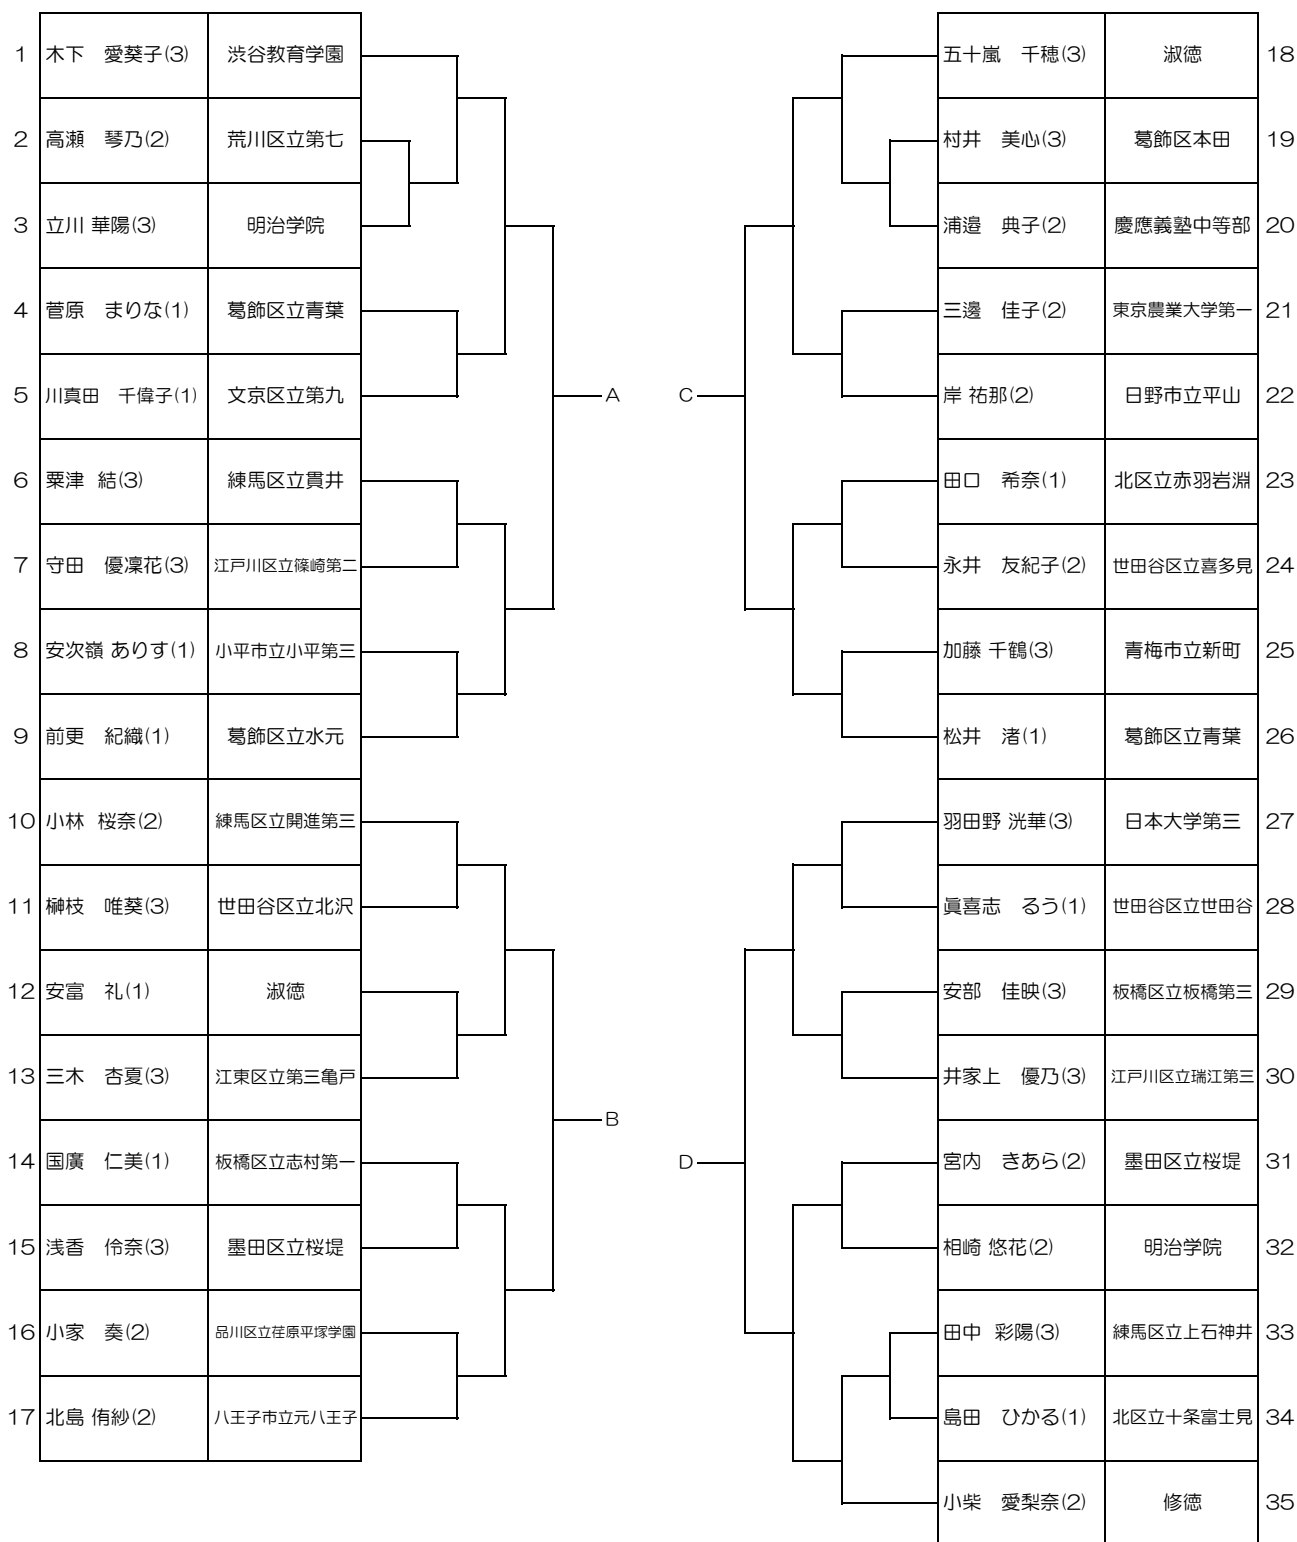 1 木下　愛葵子(3) 渋谷教育学園
2 高瀬　琴乃(2) 荒川区立第七
3 立川 華陽(3) 明治学院
4 菅原　まりな(1) 葛飾区立青葉
5 川真田　千偉子(1) 文京区立第九
6 粟津 結(3) 練馬区立貫井
7 守田　優凜花(3) 江戸川区立篠崎第二
8 安次嶺 ありす(1) 小平市立小平第三
9 前更　紀織(1) 葛飾区立水元
10 小林 桜奈(2) 練馬区立開進第三
11 榊枝　唯葵(3) 世田谷区立北沢
12 安富　礼(1) 淑徳
13 三木　杏夏(3) 江東区立第三亀戸
14 国廣　仁美(1) 板橋区立志村第一
15 浅香　伶奈(3) 墨田区立桜堤
16 小家　奏(2) 品川区立荏原平塚学園
17 北島 侑紗(2) 八王子市立元八王子
A
B
C
D
五十嵐　千穂(3) 淑徳 18
村井　美心(3) 葛飾区本田 19
浦邉　典子(2) 慶應義塾中等部 20
三邊　佳子(2) 東京農業大学第一 21
岸 祐那(2) 日野市立平山 22
田口　希奈(1) 北区立赤羽岩淵 23
永井　友紀子(2) 世田谷区立喜多見 24
加藤 千鶴(3) 青梅市立新町 25
松井　渚(1) 葛飾区立青葉 26
羽田野 洸華(3) 日本大学第三 27
眞喜志　るう(1) 世田谷区立世田谷 28
安部　佳映(3) 板橋区立板橋第三 29
井家上　優乃(3) 江戸川区立瑞江第三 30
宮内　きあら(2) 墨田区立桜堤 31
相崎 悠花(2) 明治学院 32
田中 彩陽(3) 練馬区立上石神井 33
島田　ひかる(1) 北区立十条富士見 34
小柴　愛梨奈(2) 修徳 35